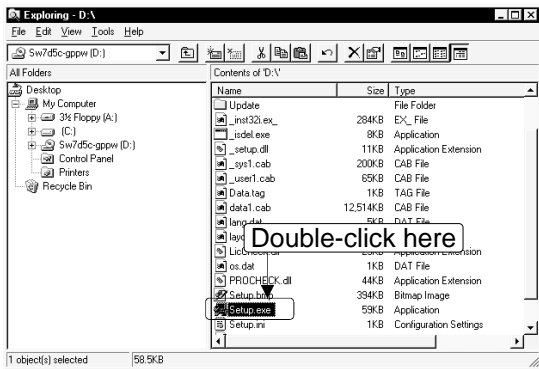 Exploring - D:\
File Edit View Tools Help
Sw7d5c-gppw (D:)
All Folders Contents of 'D:\'
Desktop
My Computer
3½ Floppy (A:)
(C:)
Sw7d5c-gppw (D:)
Control Panel
Printers
Recycle Bin
Name Size Type
Update File Folder
_inst32i.ex_ 284KB EX_ File
_isdel.exe 8KB Application
_setup.dll 11KB Application Extension
_sys1.cab 200KB CAB File
_user1.cab 65KB CAB File
Data.tag 1KB TAG File
data1.cab 12,514KB CAB File
lang.dat 5KB DAT File
Double-click here
Application Extension
os.dat 1KB DAT File
PROCHECK.dll 44KB Application Extension
Setup.bmp 394KB Bitmap Image
Setup.exe 59KB Application
Setup.ini 1KB Configuration Settings
1 object(s) selected 58.5KB